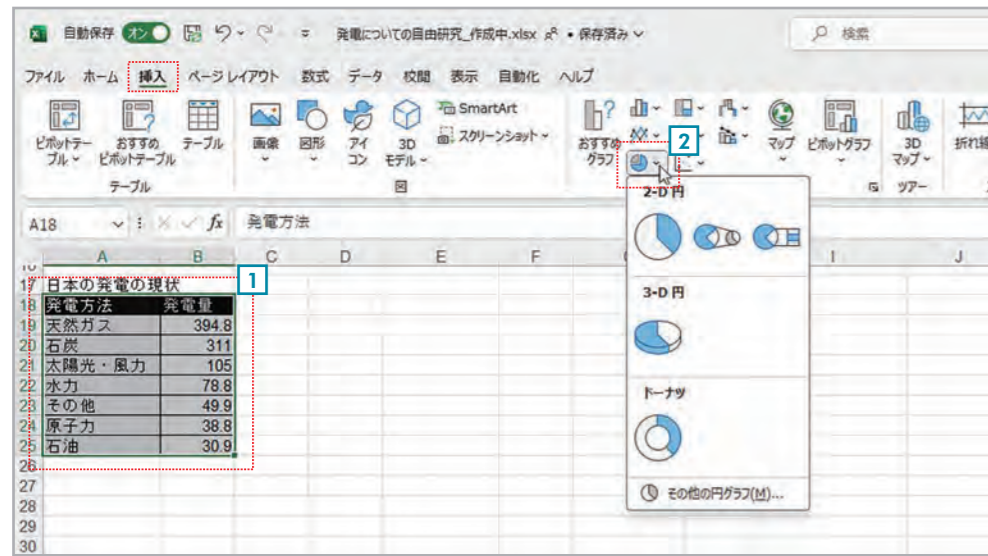 自動保存 オン 発電についての自由研究_作成中.xlsx • 保存済み 検索
ファイル ホーム 挿入 ページ レイアウト 数式 データ 校閲 表示 自動化 ヘルプ
ピボットテーブル おすすめピボットテーブル テーブル 画像 図形 アイコン 3Dモデル SmartArt スクリーンショット おすすめグラフ マップ ピボットグラフ 3Dマップ 折れ線
テーブル 図 ツアー
2
A18 fx 発電方法
2-D 円
A B C D E F I J
1
17 日本の発電の現状
18 発電方法 発電量
3-D 円
19 天然ガス 394.8
20 石炭 311
21 太陽光・風力 105
22 水力 78.8
23 その他 49.9
ドーナツ
24 原子力 38.8
25 石油 30.9
26
27
その他の円グラフ(M)...
28
29
30